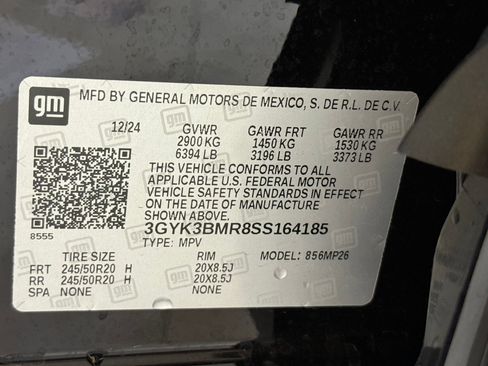 gm
MFD BY GENERAL MOTORS DE MEXICO, S. DE R.L. DE C.V.
12/24 GVWR GAWR FRT GAWR RR
2900 KG 1450 KG 1530 KG
6394 LB 3196 LB 3373 LB
THIS VEHICLE CONFORMS TO ALL
APPLICABLE U.S. FEDERAL MOTOR
VEHICLE SAFETY STANDARDS IN EFFECT
ON THE DATE OF MANUFACTURE
SHOWN ABOVE.
8555
3GYK3BMR8SS164185
TYPE: MPV MODEL: 856MP26
TIRE SIZE RIM
FRT 245/50R20 H 20X8.5J
RR 245/50R20 H 20X8.5J
SPA NONE NONE